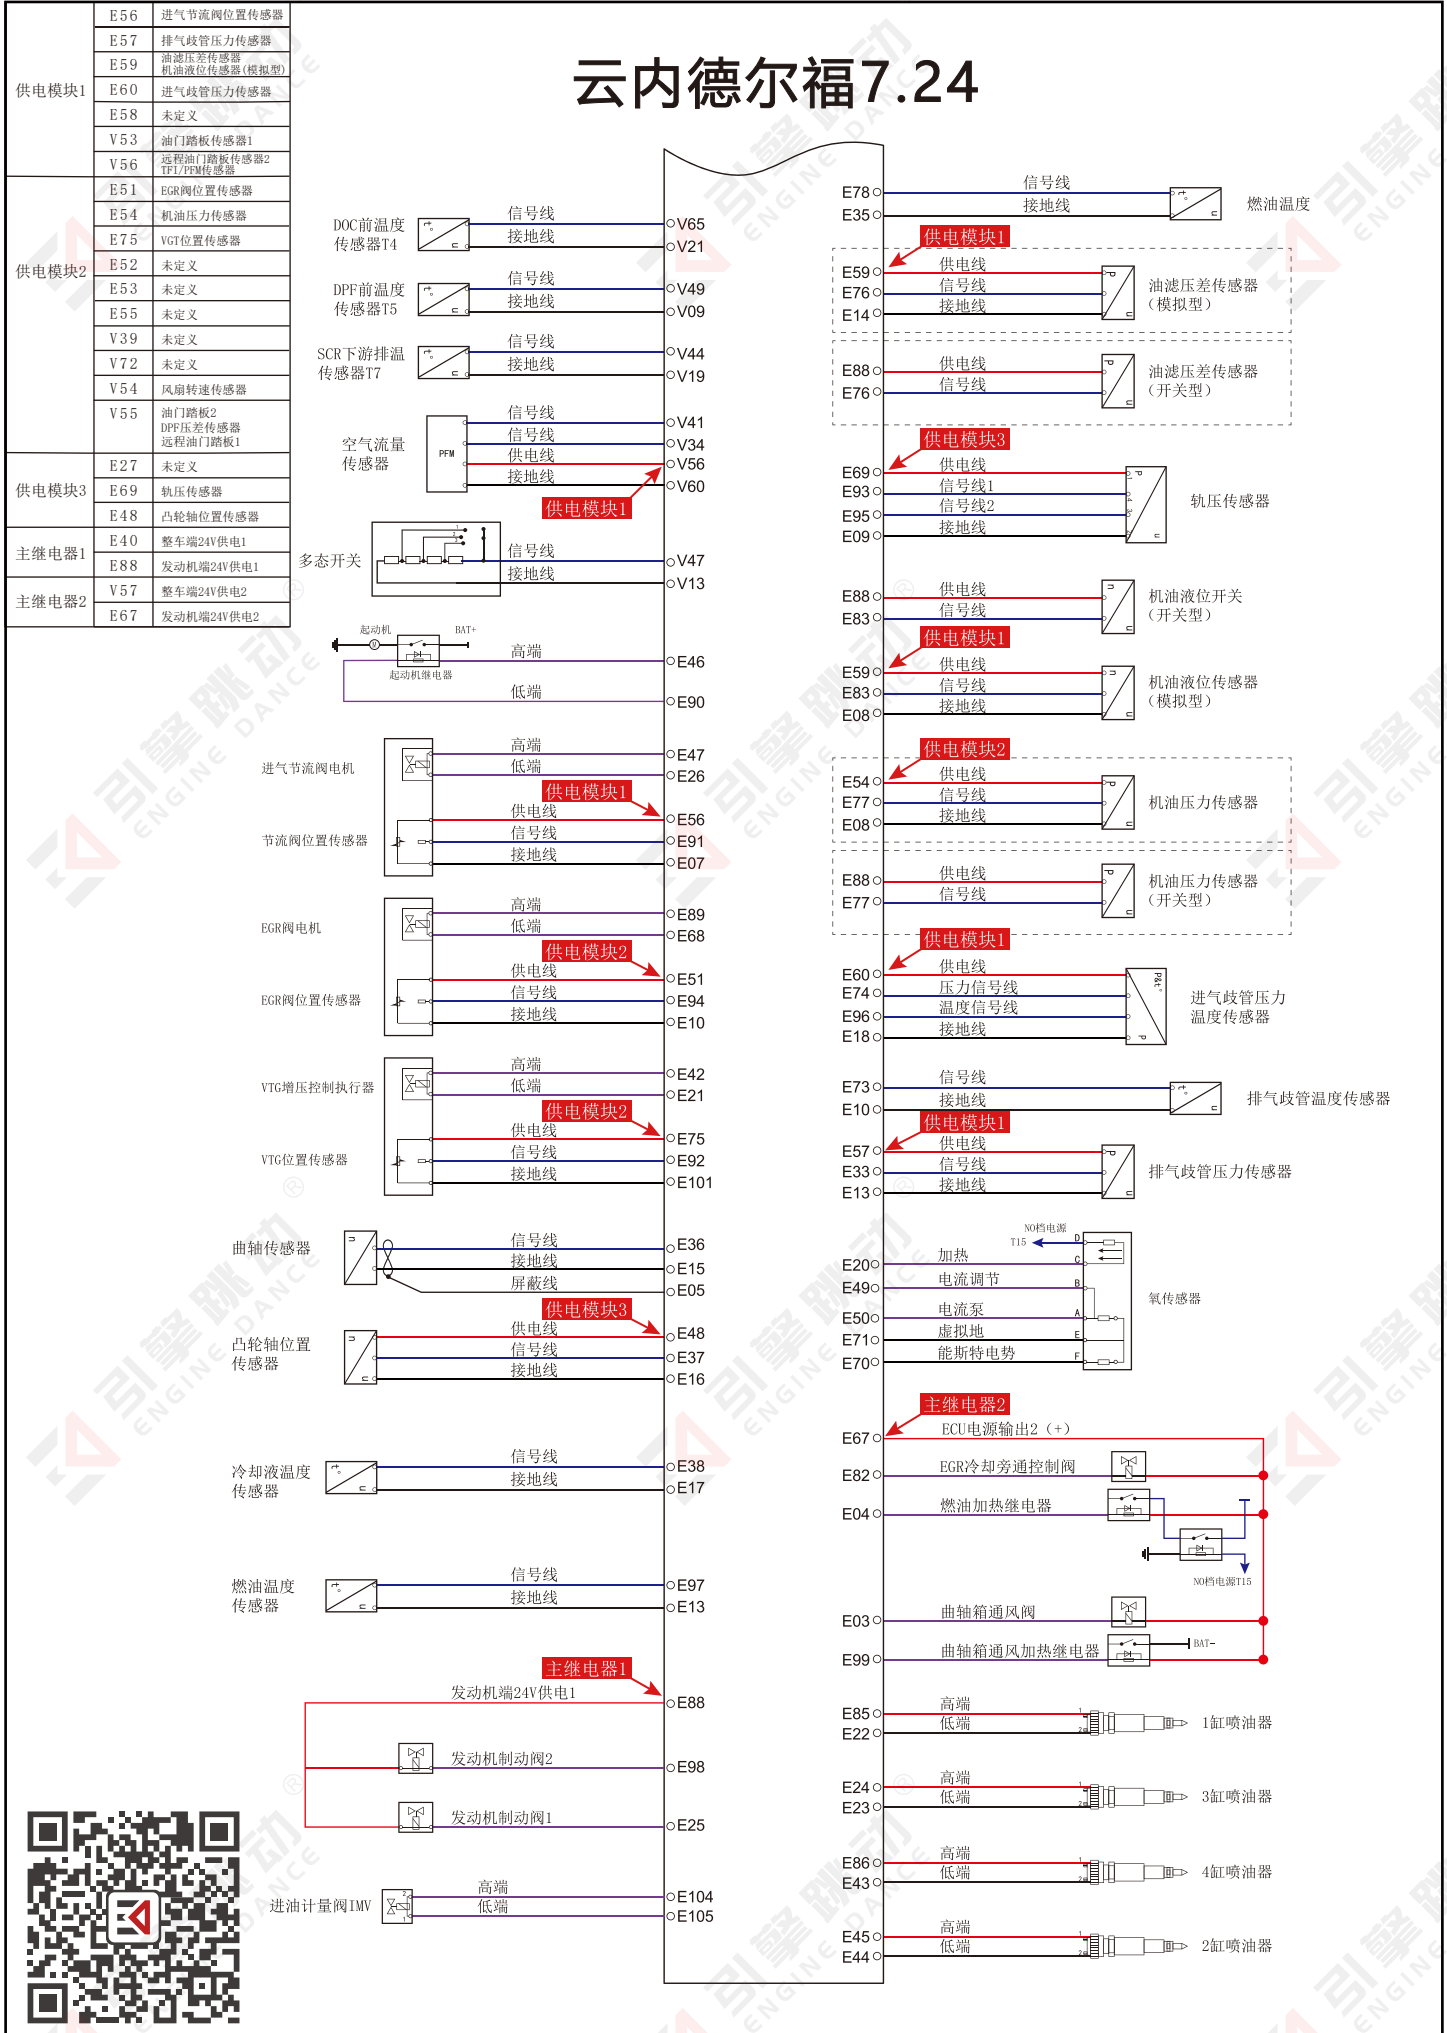 云内德尔福7.24
供电模块1
E56 进气节流阀位置传感器
E57 排气歧管压力传感器
E59 油滤压差传感器
机油液位传感器(模拟型)
E60 进气歧管压力传感器
E58 未定义
V53 油门踏板传感器1
V56 远程油门踏板传感器2
TFI/PFM传感器
供电模块2
E51 EGR阀位置传感器
E54 机油压力传感器
E75 VGT位置传感器
E52 未定义
E53 未定义
E55 未定义
V39 未定义
V72 未定义
V54 风扇转速传感器
V55 油门踏板2
DPF压差传感器
远程油门踏板1
供电模块3
E27 未定义
E69 轨压传感器
E48 凸轮轴位置传感器
主继电器1
E40 整车端24V供电1
E88 发动机端24V供电1
主继电器2
V57 整车端24V供电2
E67 发动机端24V供电2
DOC前温度
传感器T4
t°
u
信号线 V65
接地线 V21
DPF前温度
传感器T5
t°
u
信号线 V49
接地线 V09
SCR下游排温
传感器T7
t°
u
信号线 V44
接地线 V19
空气流量
传感器
PFM
信号线 V41
信号线 V34
供电线 V56
接地线 V60
供电模块1
多态开关
1
2
3
信号线 V47
接地线 V13
起动机
M
BAT+
起动机继电器
高端 E46
低端 E90
进气节流阀电机
高端 E47
低端 E26
供电模块1
节流阀位置传感器
供电线 E56
信号线 E91
接地线 E07
EGR阀电机
高端 E89
低端 E68
供电模块2
EGR阀位置传感器
供电线 E51
信号线 E94
接地线 E10
VTG增压控制执行器
高端 E42
低端 E21
供电模块2
VTG位置传感器
供电线 E75
信号线 E92
接地线 E101
曲轴传感器
n
u
信号线 E36
接地线 E15
屏蔽线 E05
供电模块3
凸轮轴位置
传感器
n
u
供电线 E48
信号线 E37
接地线 E16
冷却液温度
传感器
t°
u
信号线 E38
接地线 E17
燃油温度
传感器
t°
u
信号线 E97
接地线 E13
主继电器1
发动机端24V供电1 E88
发动机制动阀2 E98
发动机制动阀1 E25
进油计量阀IMV
2
1
高端 E104
低端 E105
E78 信号线
E35 接地线
t°
u
燃油温度
供电模块1
E59 供电线
E76 信号线
E14 接地线
P
u
油滤压差传感器
（模拟型）
E88 供电线
E76 信号线
P
u
油滤压差传感器
（开关型）
供电模块3
E69 供电线
E93 信号线1
E95 信号线2
E09 接地线
P
1
4
3
2
u
轨压传感器
E88 供电线
E83 信号线
n
u
机油液位开关
（开关型）
供电模块1
E59 供电线
E83 信号线
E08 接地线
n
u
机油液位传感器
（模拟型）
供电模块2
E54 供电线
E77 信号线
E08 接地线
P
u
机油压力传感器
E88 供电线
E77 信号线
P
u
机油压力传感器
（开关型）
供电模块1
E60 供电线
E74 压力信号线
E96 温度信号线
E18 接地线
P&t°
P
进气歧管压力
温度传感器
E73 信号线
E10 接地线
t°
u
排气歧管温度传感器
供电模块1
E57 供电线
E33 信号线
E13 接地线
P
u
排气歧管压力传感器
NO档电源
T15
D
E20 加热 C
E49 电流调节 B
E50 电流泵 A
E71 虚拟地 E
E70 能斯特电势 F
氧传感器
主继电器2
E67 ECU电源输出2（+）
E82 EGR冷却旁通控制阀
E04 燃油加热继电器
NO档电源T15
E03 曲轴箱通风阀
E99 曲轴箱通风加热继电器
BAT-
E85 高端 1
E22 低端 2
1缸喷油器
E24 高端 1
E23 低端 2
3缸喷油器
E86 高端 1
E43 低端 2
4缸喷油器
E45 高端 1
E44 低端 2
2缸喷油器
引擎跳动
ENGINE DANCE
®